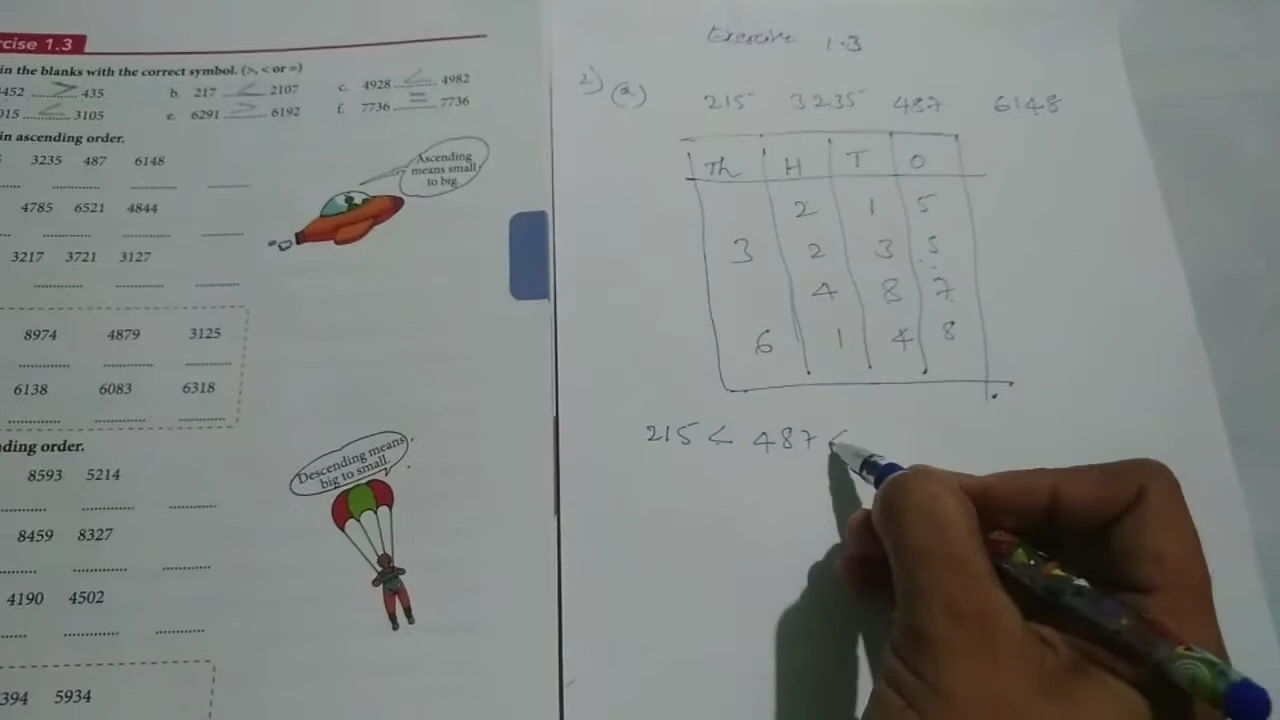 cise 1.3
in the blanks with the correct symbol. (>, < or =)
452 > 435 b. 217 < 2107 c. 4928 < 4982
015 < 3105 e. 6291 > 6192 f. 7736 = 7736
in ascending order.
3235 487 6148
4785 6521 4844
3217 3721 3127
8974 4879 3125
6138 6083 6318
ding order.
8593 5214
8459 8327
4190 4502
394 5934
Ascending
means small
to big.
Descending means
big to small.
Exercise 1.3
2) (a) 215 3235 487 6148
Th H T O
2 1 5
3 2 3 5
4 8 7
6 1 4 8
215 < 487 <